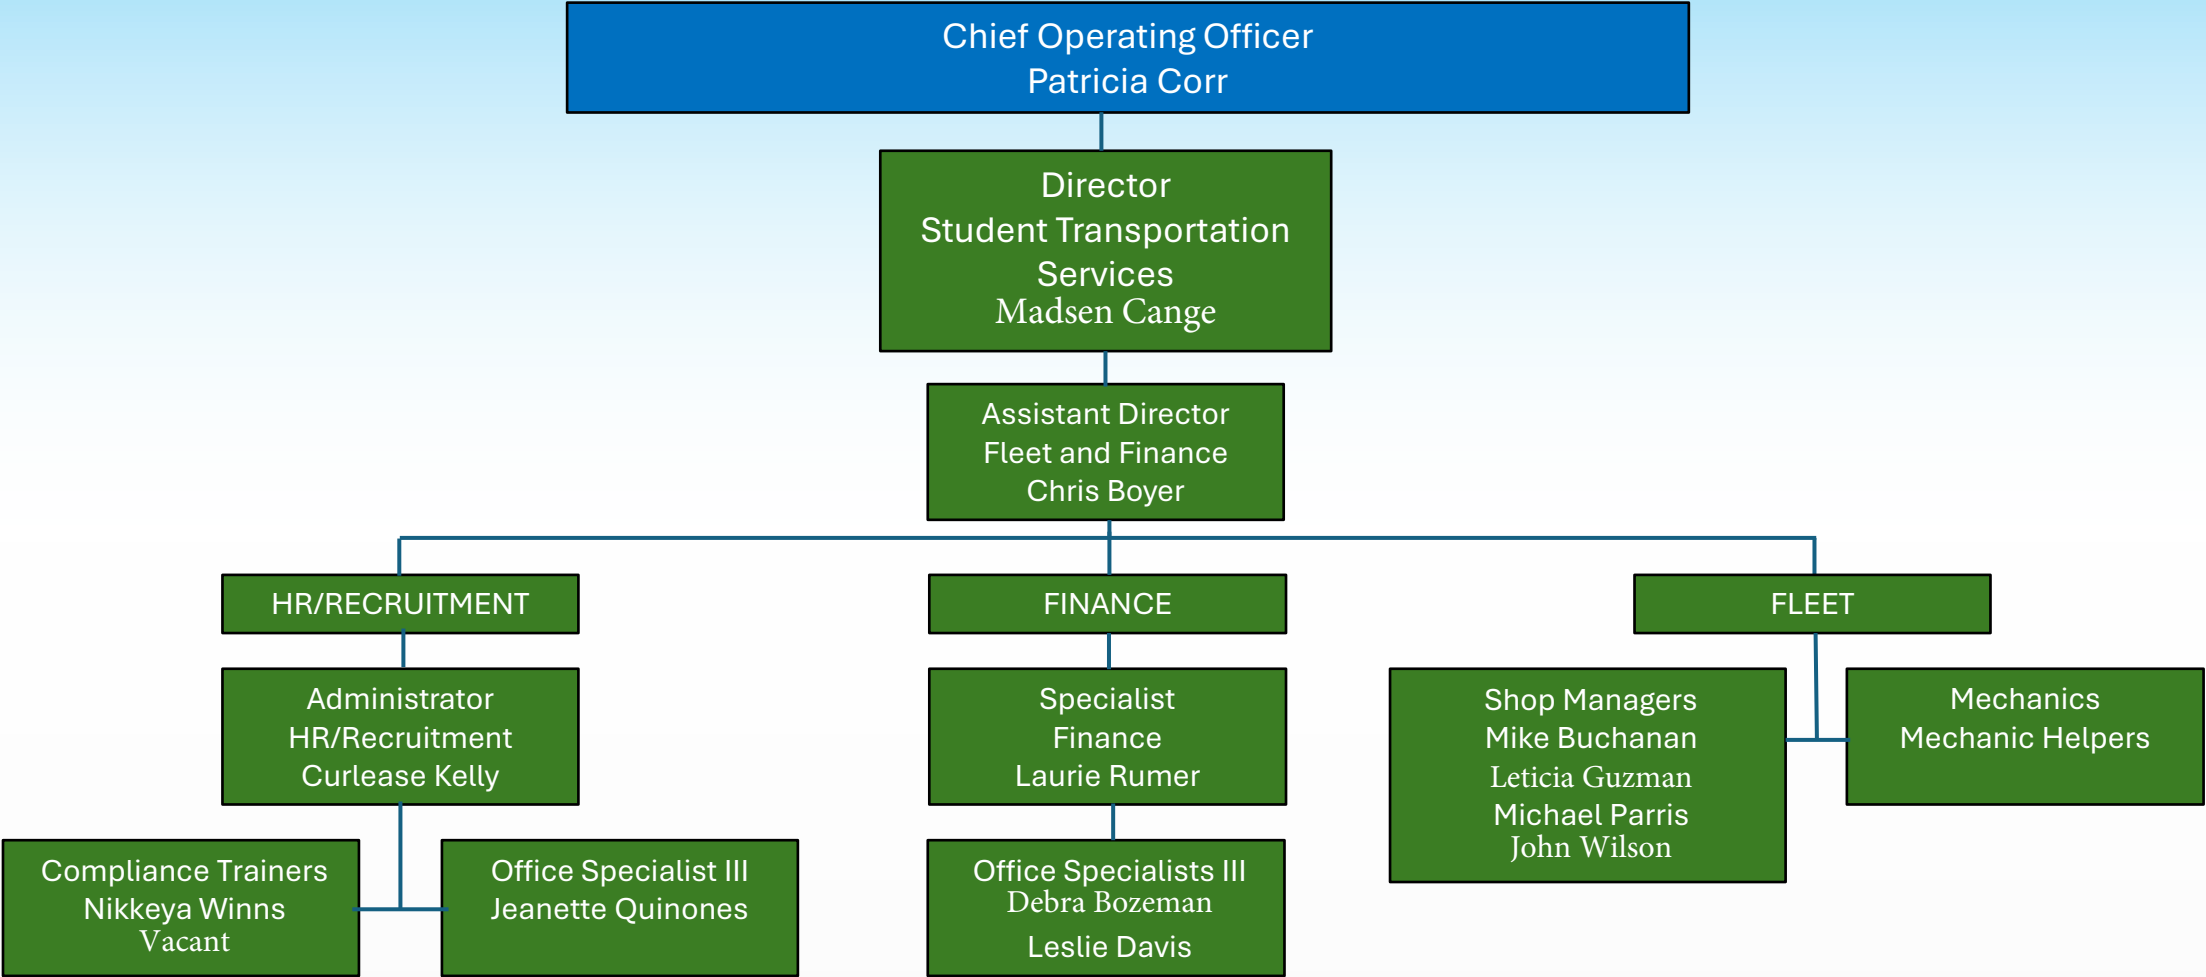 Chief Operating Officer
Patricia Corr
Director
Student Transportation
Services
Madsen Cange
Assistant Director
Fleet and Finance
Chris Boyer
HR/RECRUITMENT
FINANCE
FLEET
Administrator
HR/Recruitment
Curlease Kelly
Specialist
Finance
Laurie Rumer
Shop Managers
Mike Buchanan
Leticia Guzman
Michael Parris
John Wilson
Mechanics
Mechanic Helpers
Compliance Trainers
Nikkeya Winns
Vacant
Office Specialist III
Jeanette Quinones
Office Specialists III
Debra Bozeman
Leslie Davis